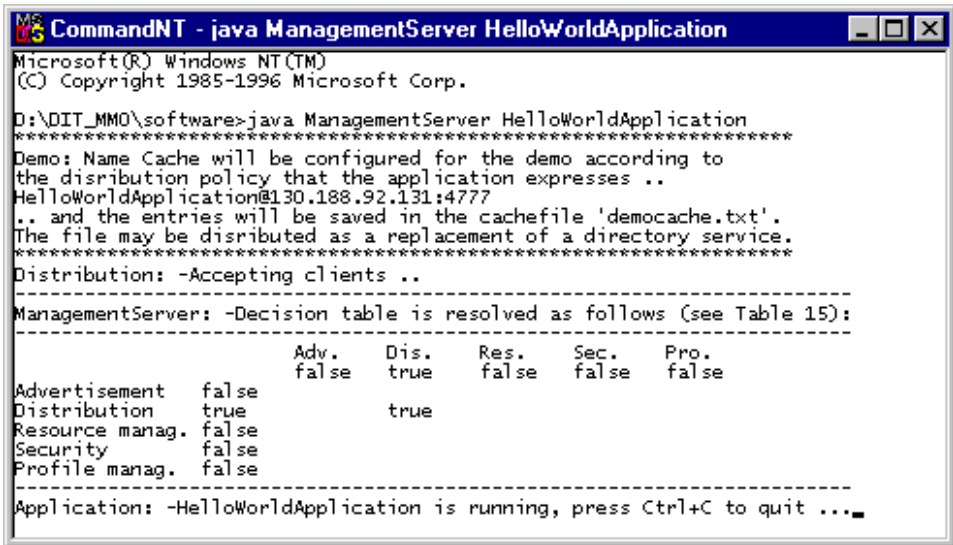 CommandNT - java ManagementServer HelloWorldApplication
Microsoft(R) Windows NT(TM)
(C) Copyright 1985-1996 Microsoft Corp.
D:\DIT_MMO\software>java ManagementServer HelloWorldApplication
******************************************************************
Demo: Name Cache will be configured for the demo according to
the disribution policy that the application expresses ..
HelloWorldApplication@130.188.92.131:4777
.. and the entries will be saved in the cachefile 'democache.txt'.
The file may be disributed as a replacement of a directory service.
******************************************************************
Distribution: -Accepting clients ..
-----------------------------------------------------------------------
ManagementServer: -Decision table is resolved as follows (see Table 15):
-----------------------------------------------------------------------
Adv. Dis. Res. Sec. Pro.
false true false false false
Advertisement false
Distribution true true
Resource manag. false
Security false
Profile manag. false
-----------------------------------------------------------------------
Application: -HelloWorldApplication is running, press Ctrl+C to quit ..._